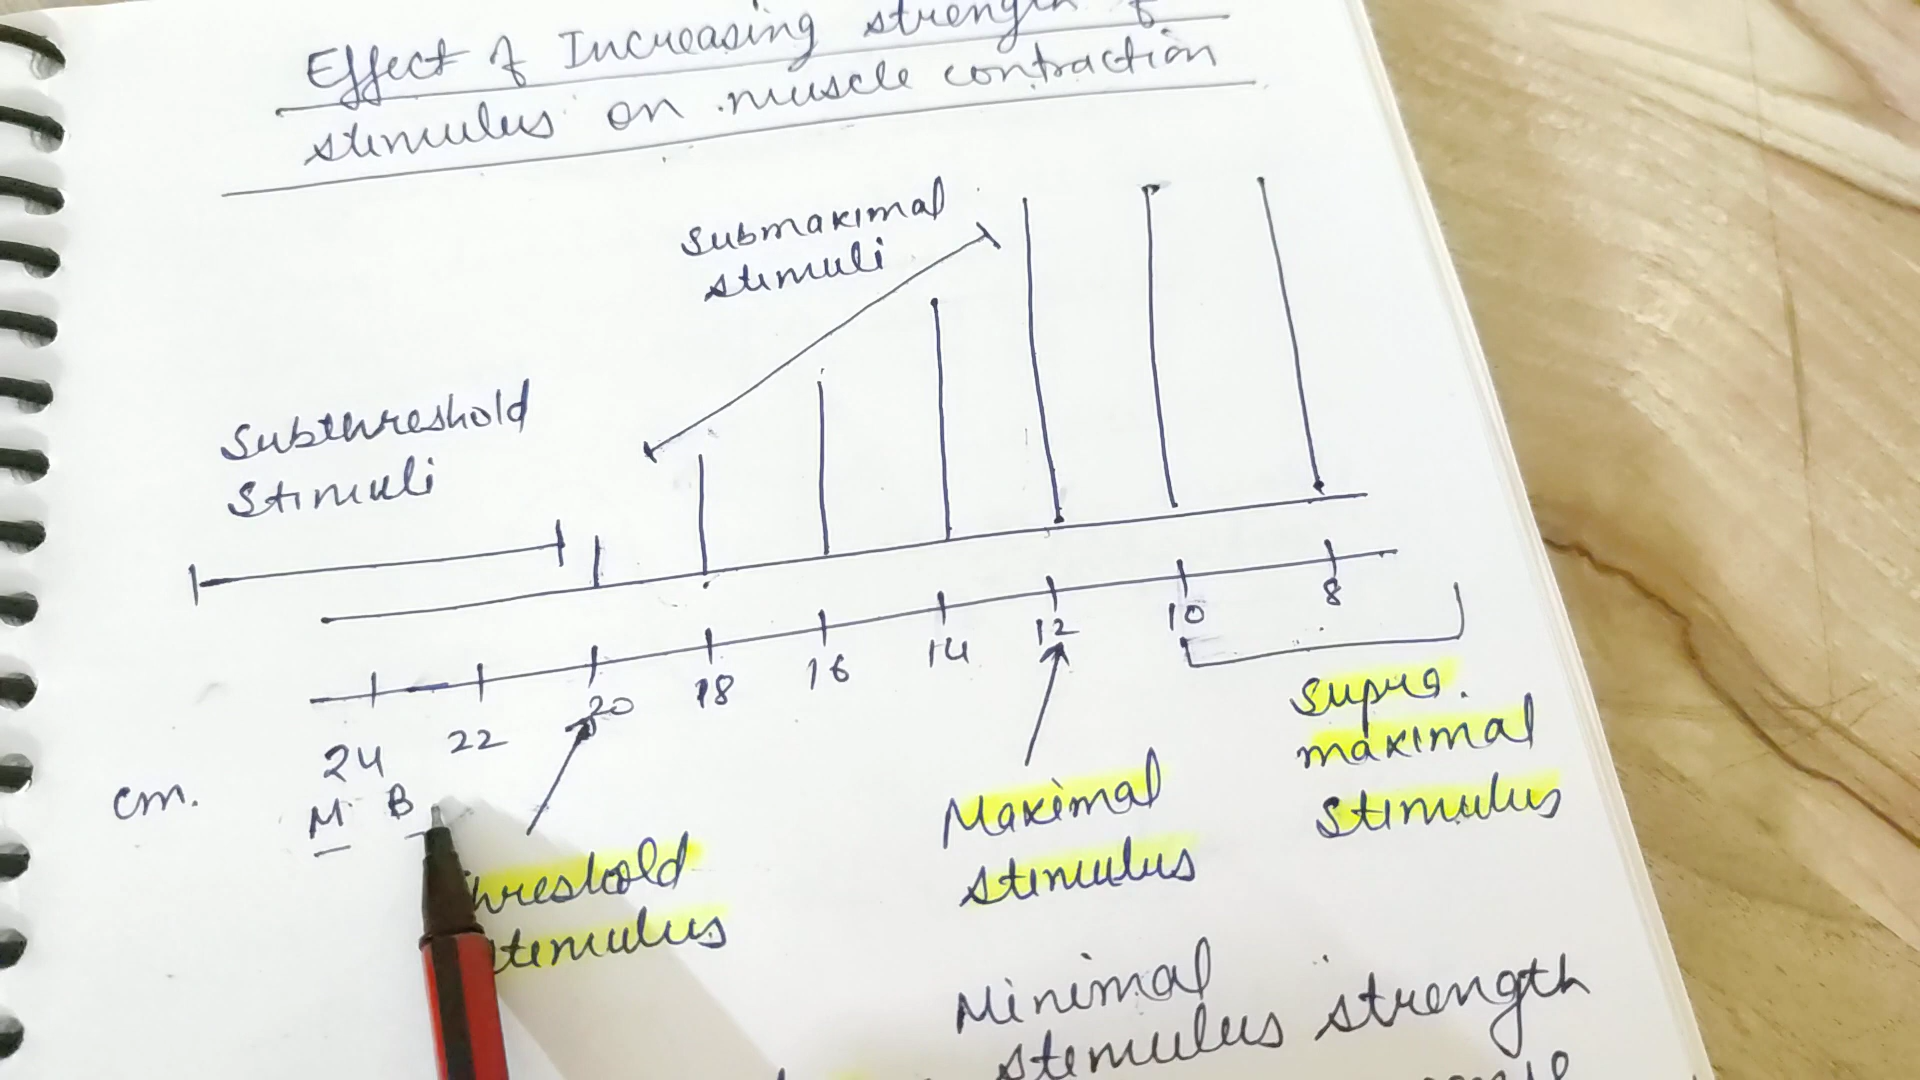 Effect of Increasing strength of
stimulus on muscle contraction
Submaximal
stimuli
Subthreshold
Stimuli
24 22 20 18 16 14 12 10 8
cm.
M B
hreshold
stimulus
Maximal
stimulus
Supra.
maximal
stimulus
Minimal
stimulus strength